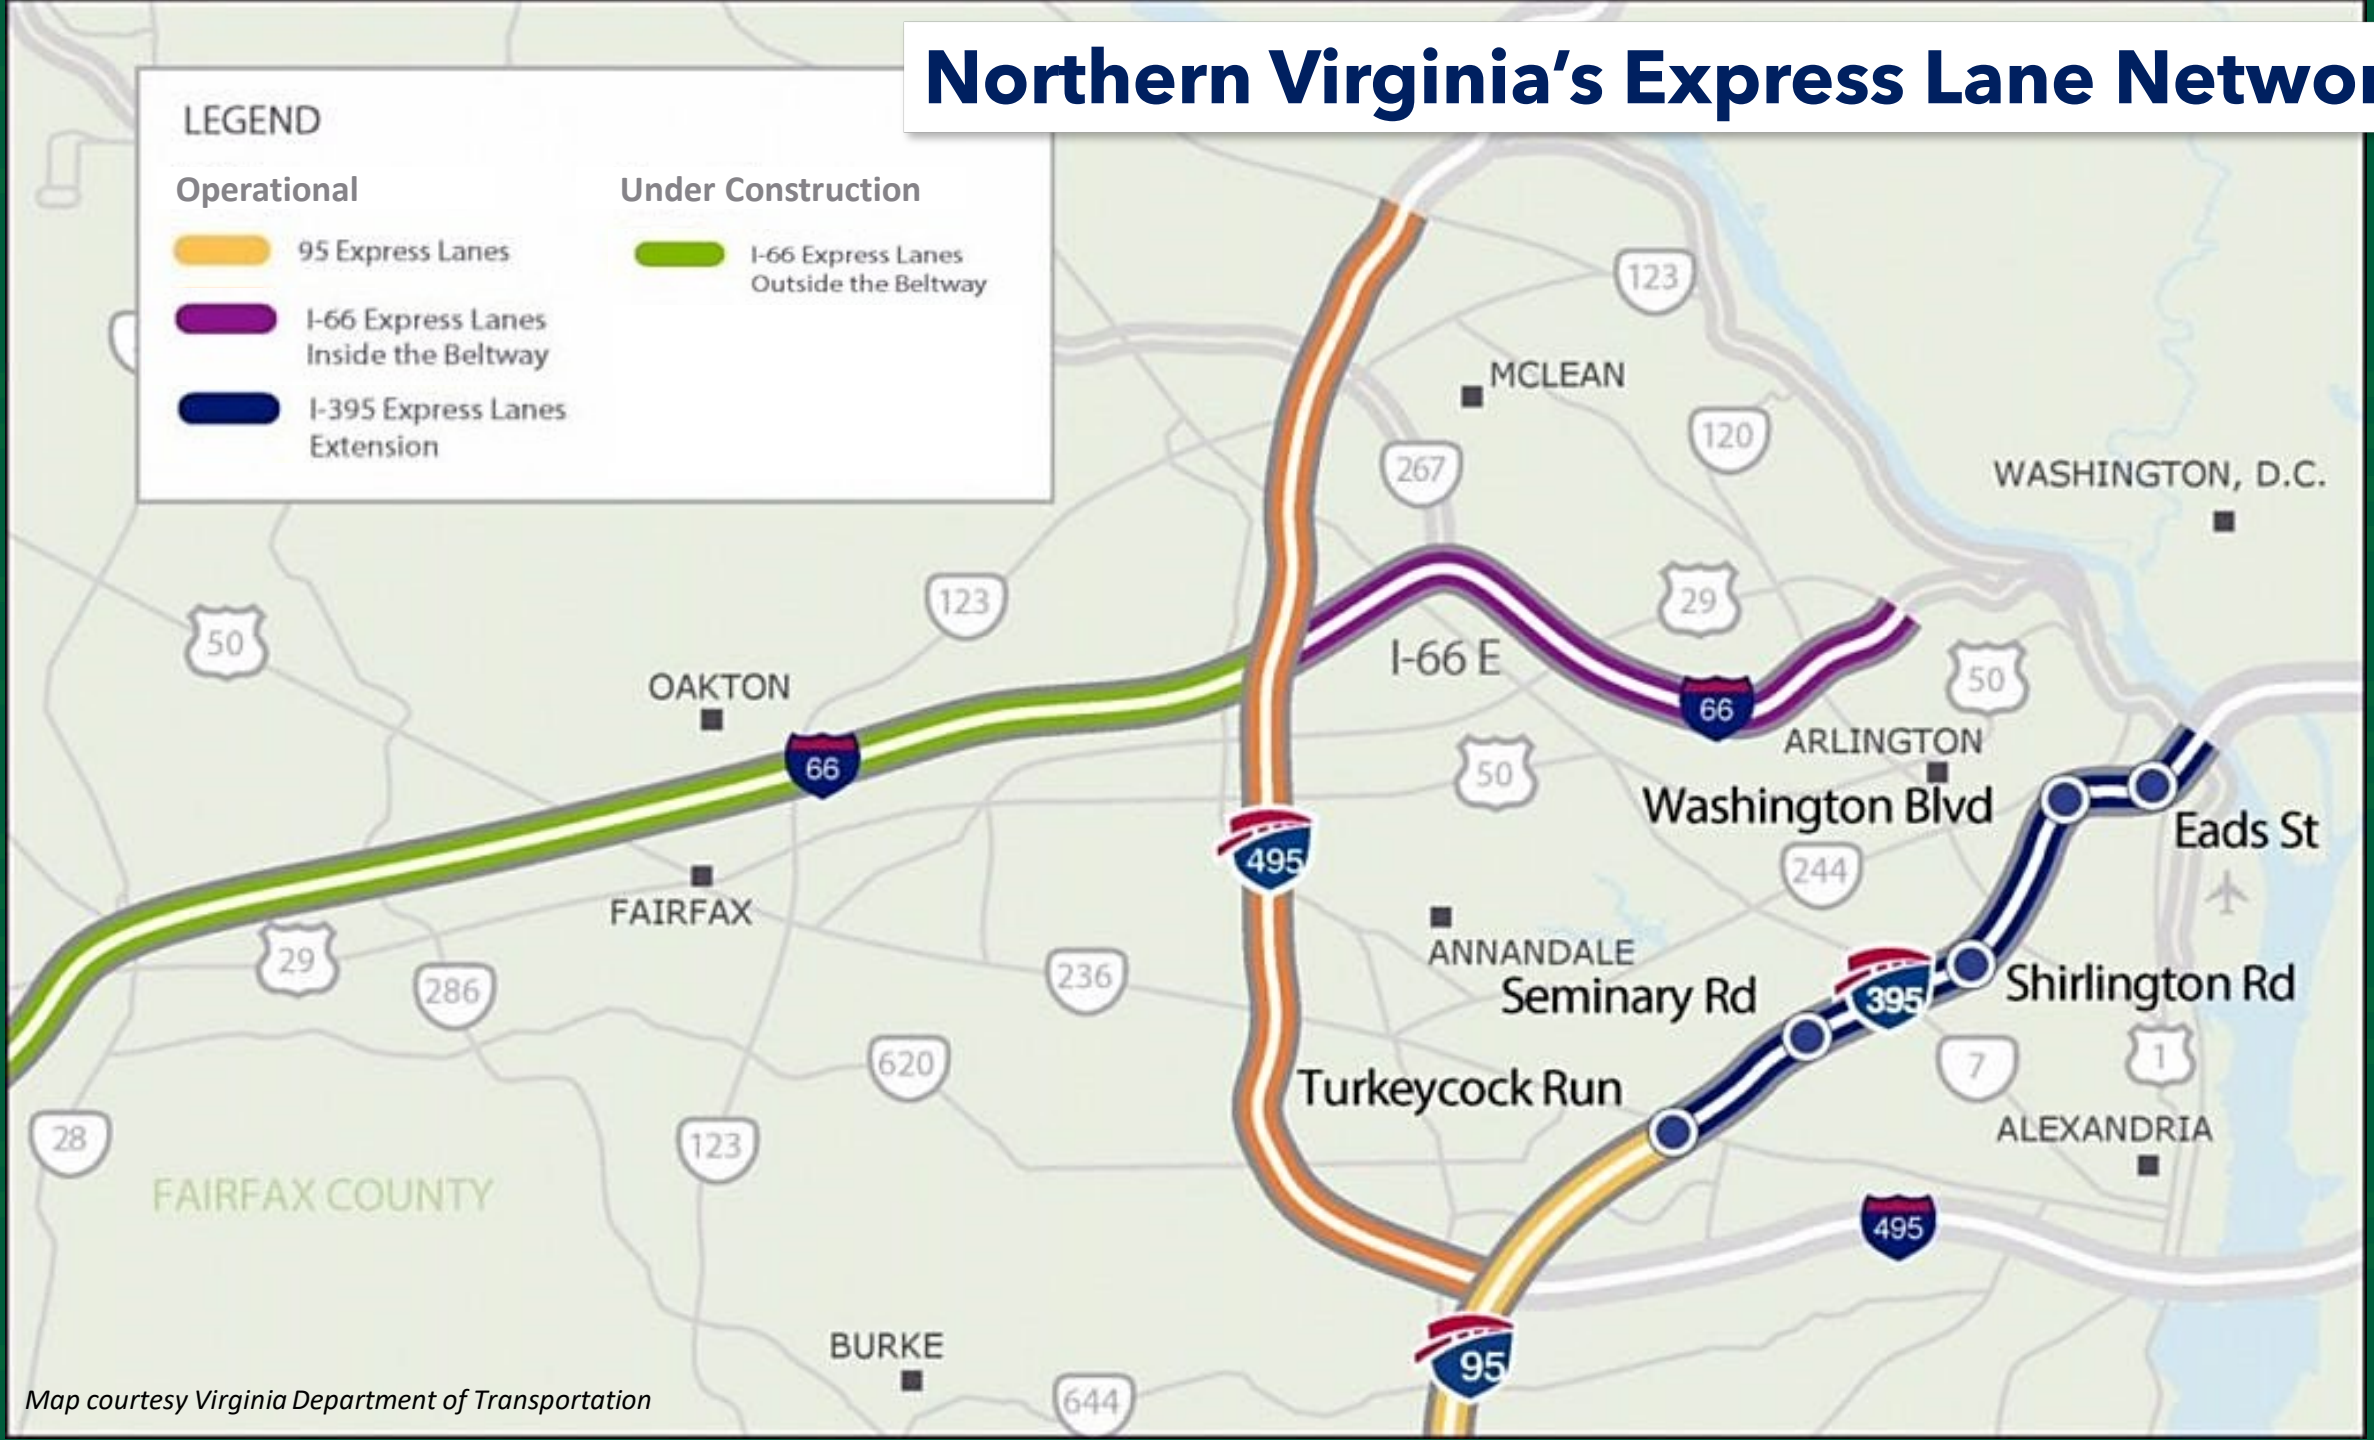 Northern Virginia’s Express Lane Networ
LEGEND
Operational
Under Construction
95 Express Lanes
I-66 Express Lanes
Outside the Beltway
I-66 Express Lanes
Inside the Beltway
I-395 Express Lanes
Extension
123
MCLEAN
120
267
WASHINGTON, D.C.
123
29
50
I-66 E
OAKTON
50
66
66
ARLINGTON
50
Washington Blvd
Eads St
495
244
FAIRFAX
ANNANDALE
29
286
236
Seminary Rd
395
Shirlington Rd
620
7
1
Turkeycock Run
28
123
ALEXANDRIA
FAIRFAX COUNTY
495
BURKE
95
644
Map courtesy Virginia Department of Transportation